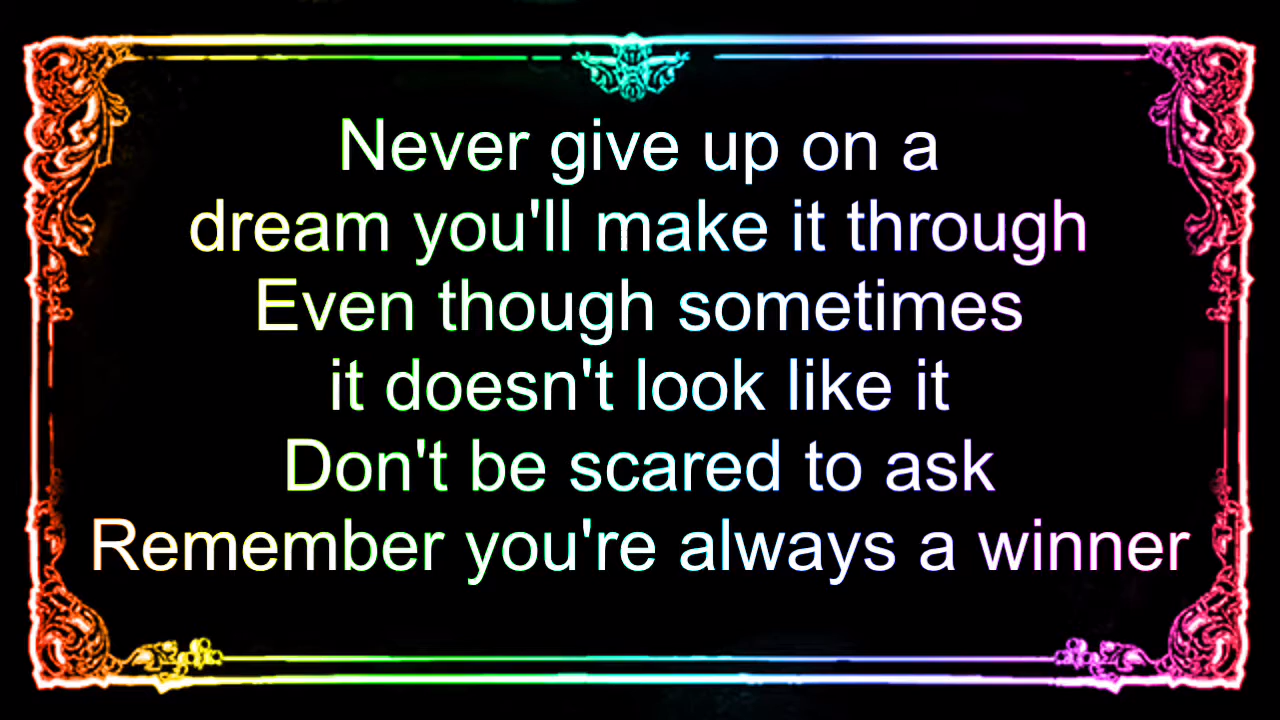 Never give up on a
dream you'll make it through
Even though sometimes
it doesn't look like it
Don't be scared to ask
Remember you're always a winner